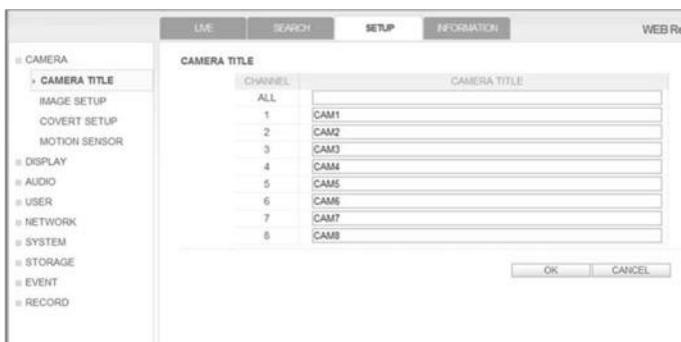 LIVE SEARCH SETUP INFORMATION WEB Re
CAMERA
CAMERA TITLE
IMAGE SETUP
COVERT SETUP
MOTION SENSOR
DISPLAY
AUDIO
USER
NETWORK
SYSTEM
STORAGE
EVENT
RECORD
CAMERA TITLE
CHANNEL CAMERA TITLE
ALL
1 CAM1
2 CAM2
3 CAM3
4 CAM4
5 CAM5
6 CAM6
7 CAM7
8 CAM8
OK CANCEL